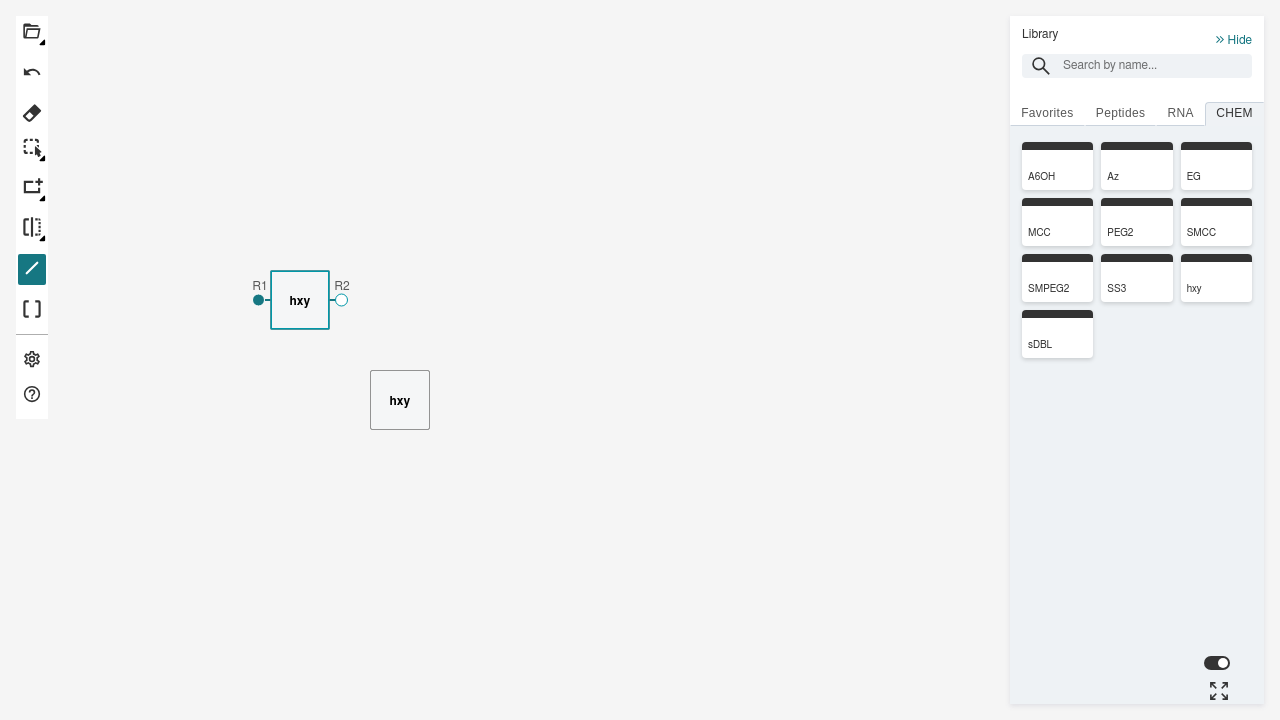 Library
Hide
Search by name...
Favorites
Peptides
RNA
CHEM
A6OH
Az
EG
MCC
PEG2
SMCC
SMPEG2
SS3
hxy
sDBL
R1
hxy
R2
hxy